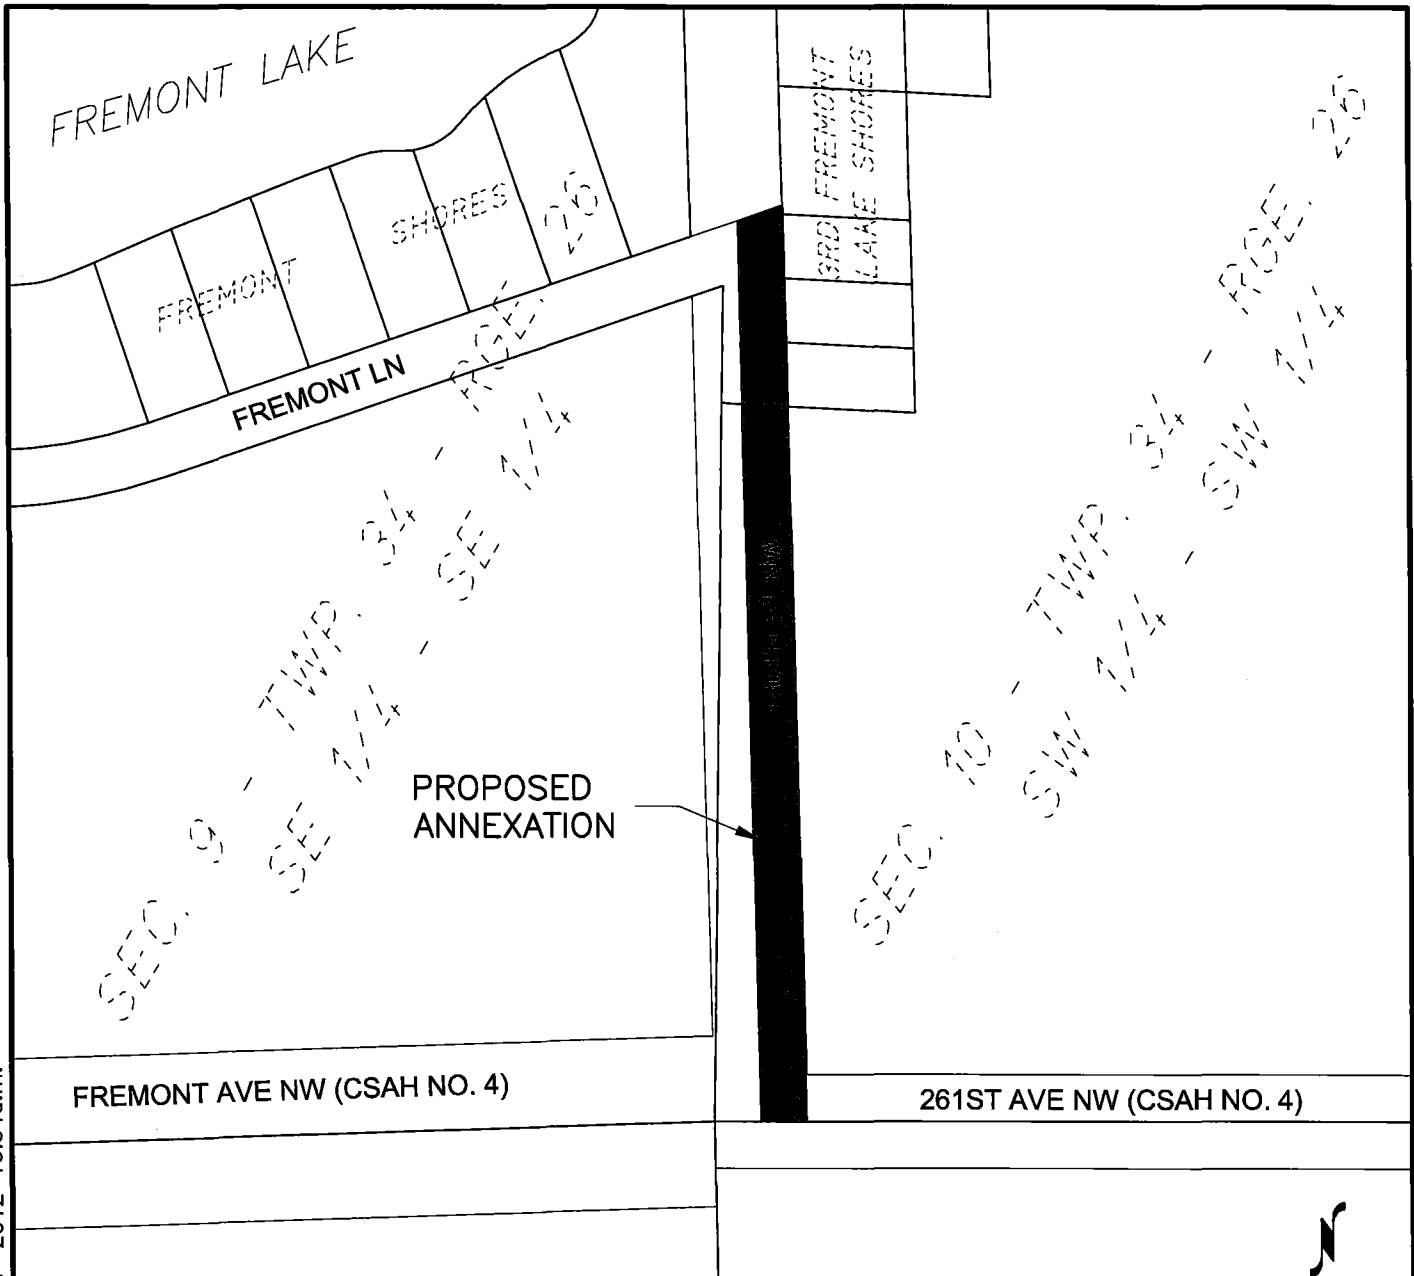 FREMONT LAKE
3RD FREMONT
LAKE SHORES
FREMONT SHORES
FREMONT LN
SEC. 9 - TWP. 34 - RGE. 26
SE 1/4 - SE 1/4
SEC. 10 - TWP. 34 - RGE. 26
SW 1/4 - SW 1/4
PROPOSED
ANNEXATION
FREMONT AVE NW (CSAH NO. 4)
261ST AVE NW (CSAH NO. 4)
N